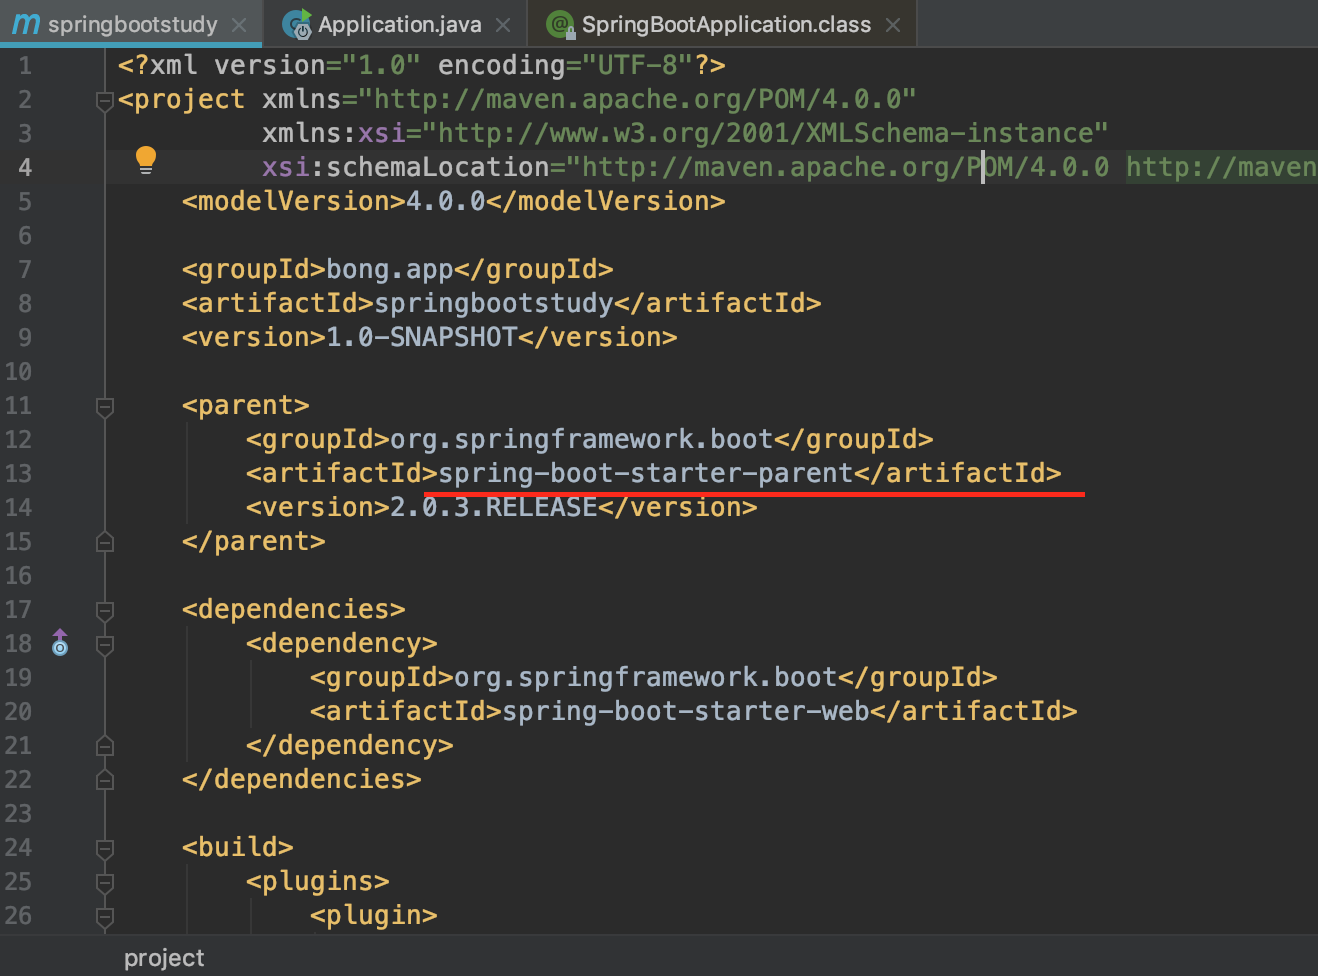 springbootstudy Application.java SpringBootApplication.class
1 <?xml version="1.0" encoding="UTF-8"?>
2 <project xmlns="http://maven.apache.org/POM/4.0.0"
3 xmlns:xsi="http://www.w3.org/2001/XMLSchema-instance"
4 xsi:schemaLocation="http://maven.apache.org/POM/4.0.0 http://maven
5 <modelVersion>4.0.0</modelVersion>
6
7 <groupId>bong.app</groupId>
8 <artifactId>springbootstudy</artifactId>
9 <version>1.0-SNAPSHOT</version>
10
11 <parent>
12 <groupId>org.springframework.boot</groupId>
13 <artifactId>spring-boot-starter-parent</artifactId>
14 <version>2.0.3.RELEASE</version>
15 </parent>
16
17 <dependencies>
18 <dependency>
19 <groupId>org.springframework.boot</groupId>
20 <artifactId>spring-boot-starter-web</artifactId>
21 </dependency>
22 </dependencies>
23
24 <build>
25 <plugins>
26 <plugin>
project